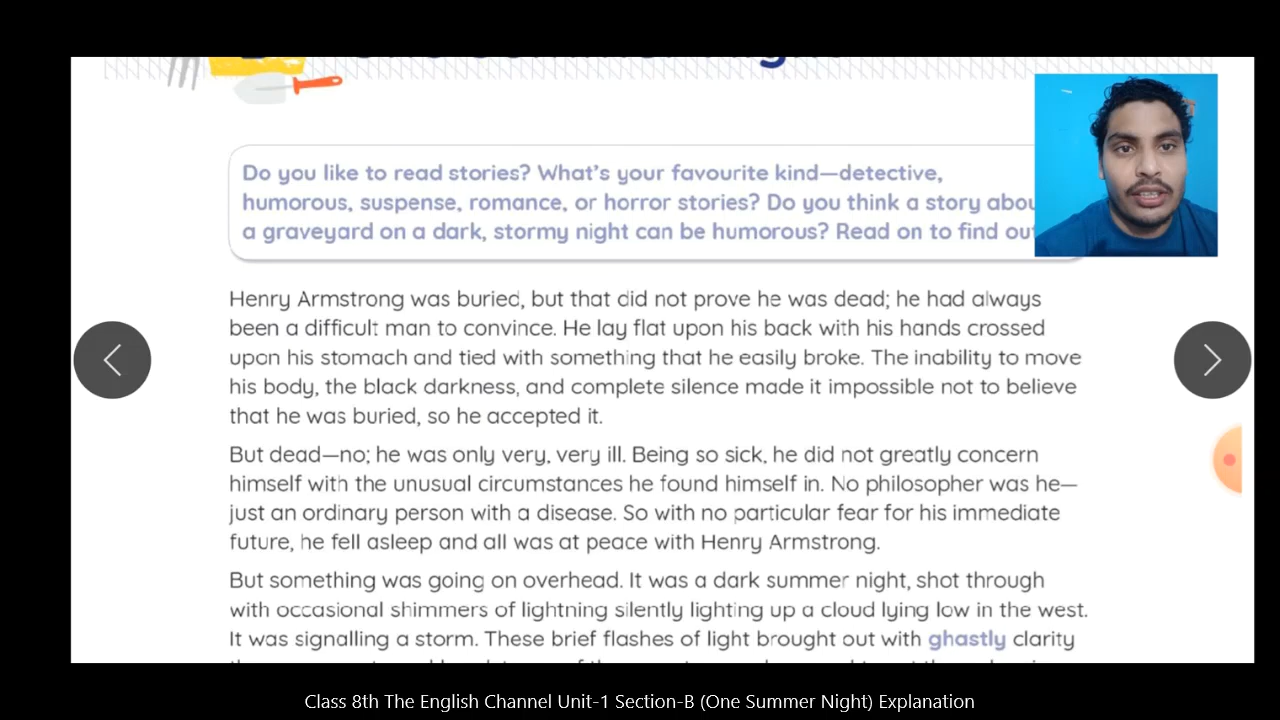 Do you like to read stories? What's your favourite kind—detective,
humorous, suspense, romance, or horror stories? Do you think a story
a graveyard on a dark, stormy night can be humorous? Read on to find
Henry Armstrong was buried, but that did not prove he was dead; he had always
been a difficult man to convince. He lay flat upon his back with his hands crossed
upon his stomach and tied with something that he easily broke. The inability to move
his body, the black darkness, and complete silence made it impossible not to believe
that he was buried, so he accepted it.
But dead—no; he was only very, very ill. Being so sick, he did not greatly concern
himself with the unusual circumstances he found himself in. No philosopher was he—
just an ordinary person with a disease. So with no particular fear for his immediate
future, he fell asleep and all was at peace with Henry Armstrong.
But something was going on overhead. It was a dark summer night, shot through
with occasional shimmers of lightning silently lighting up a cloud lying low in the west.
It was signalling a storm. These brief flashes of light brought out with ghastly clarity
Class 8th The English Channel Unit-1 Section-B (One Summer Night) Explanation